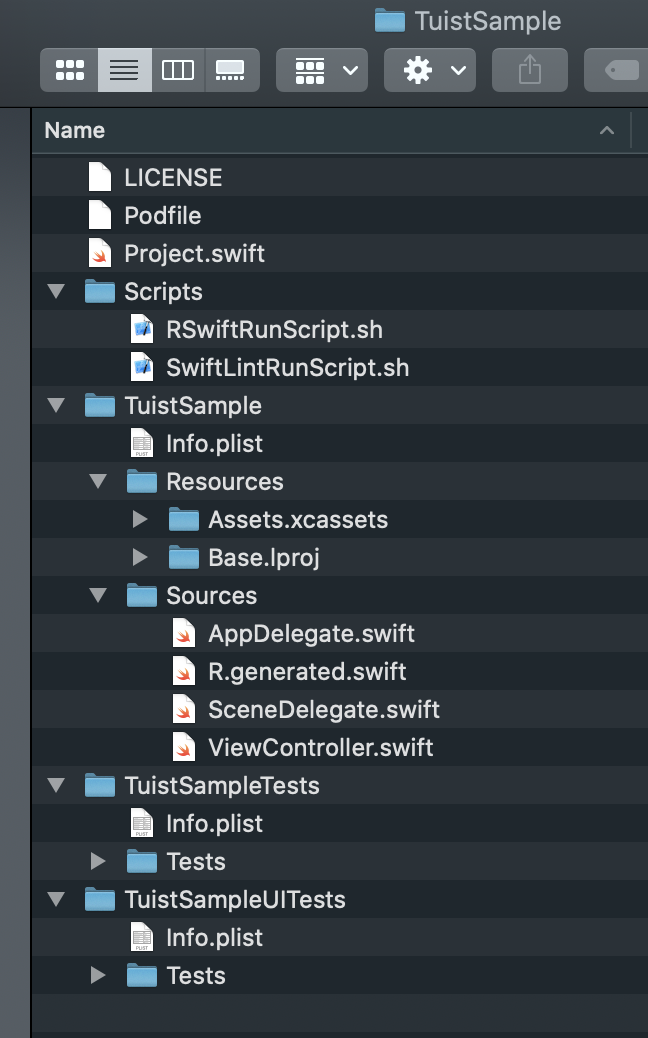 TuistSample
Name
LICENSE
Podfile
Project.swift
Scripts
RSwiftRunScript.sh
SwiftLintRunScript.sh
TuistSample
Info.plist
Resources
Assets.xcassets
Base.lproj
Sources
AppDelegate.swift
R.generated.swift
SceneDelegate.swift
ViewController.swift
TuistSampleTests
Info.plist
Tests
TuistSampleUITests
Info.plist
Tests